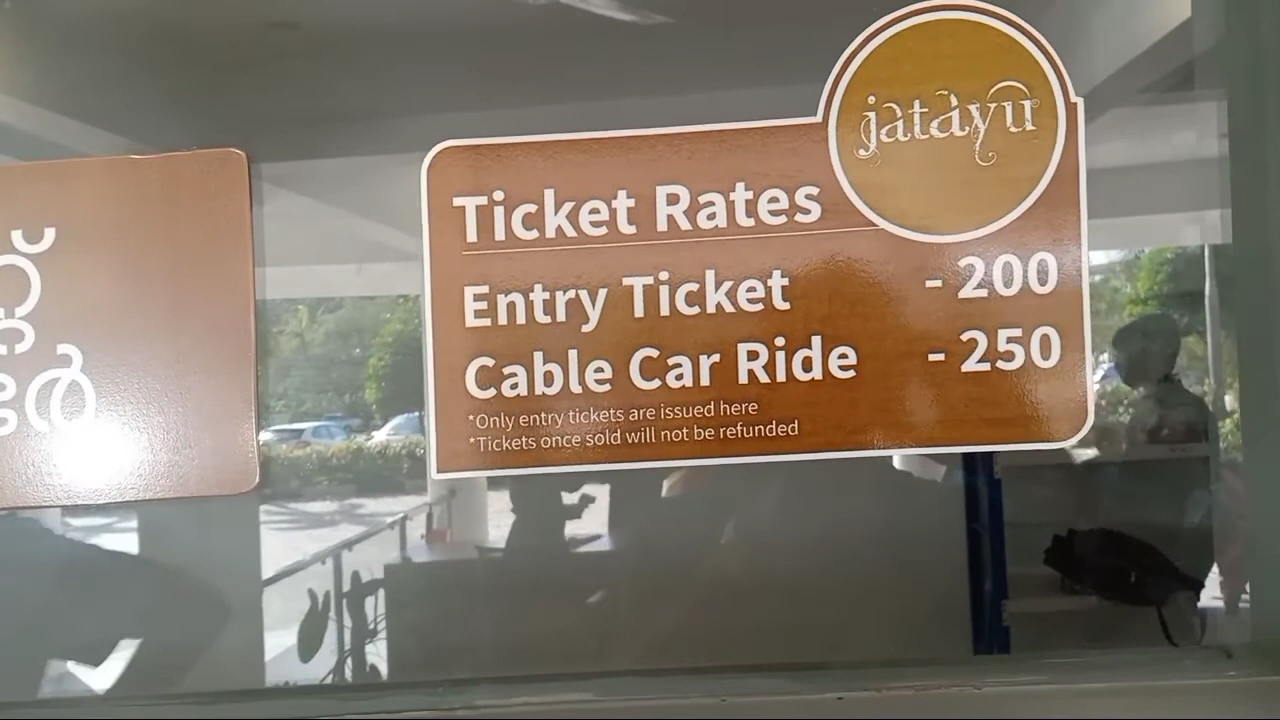 jatayu
Ticket Rates
Entry Ticket - 200
Cable Car Ride - 250
*Only entry tickets are issued here
*Tickets once sold will not be refunded